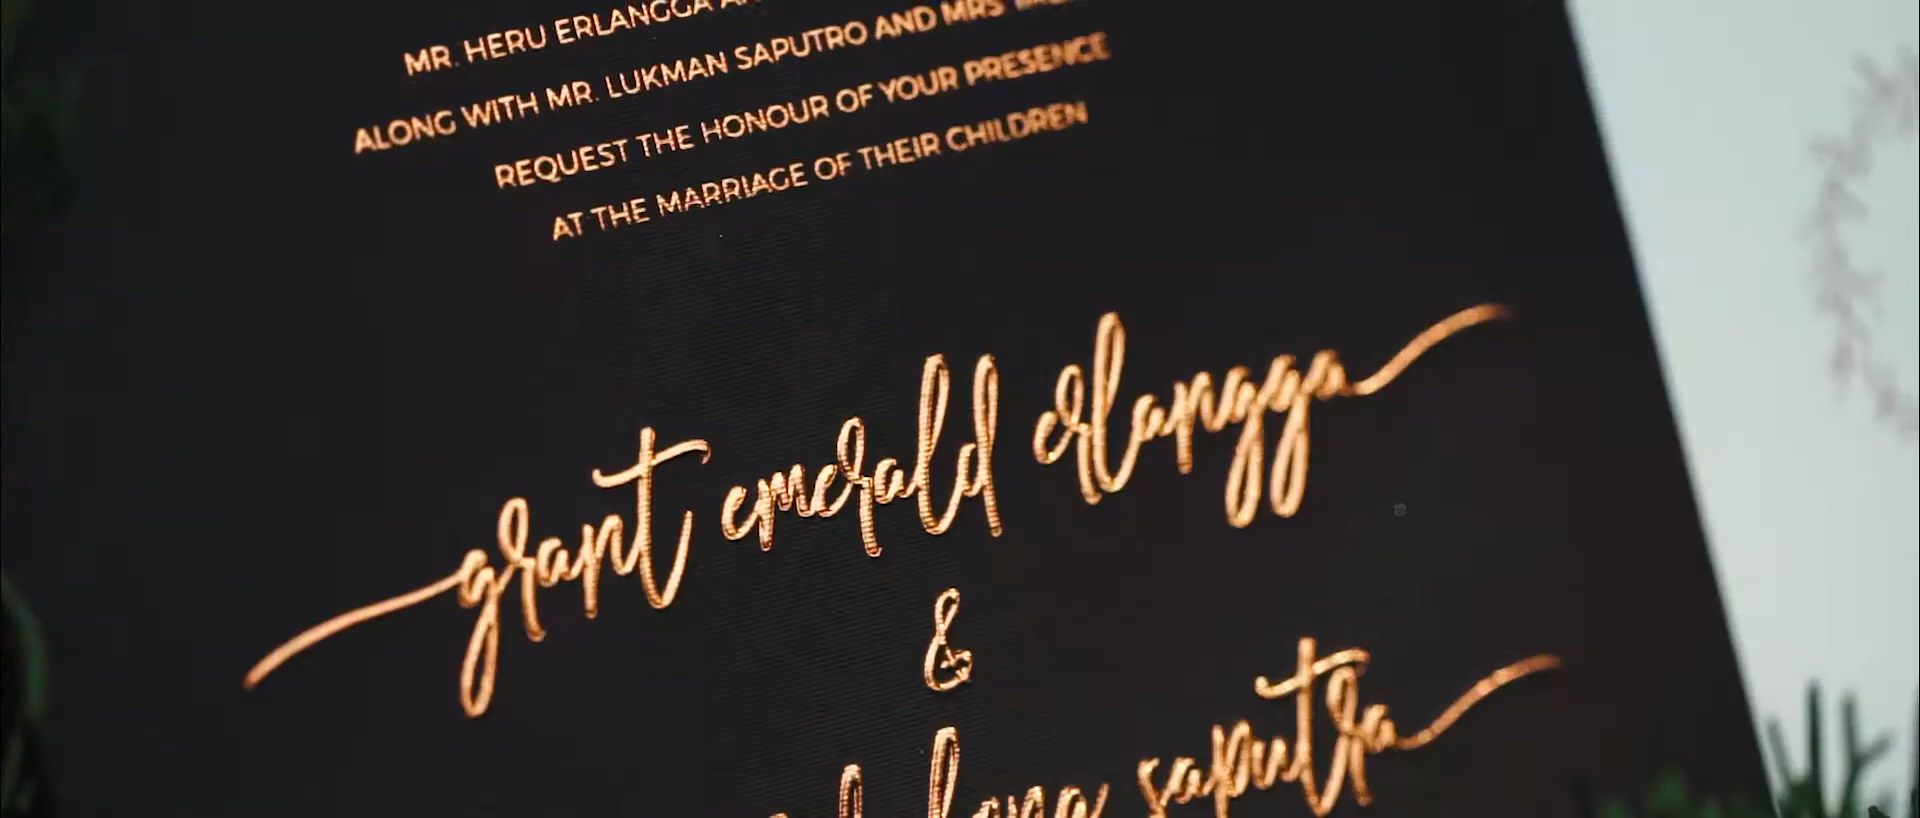 MR. HERU ERLANGGA
ALONG WITH MR. LUKMAN SAPUTRO AND MRS
REQUEST THE HONOUR OF YOUR PRESENCE
AT THE MARRIAGE OF THEIR CHILDREN
grant emerald erlangga
&
saputra